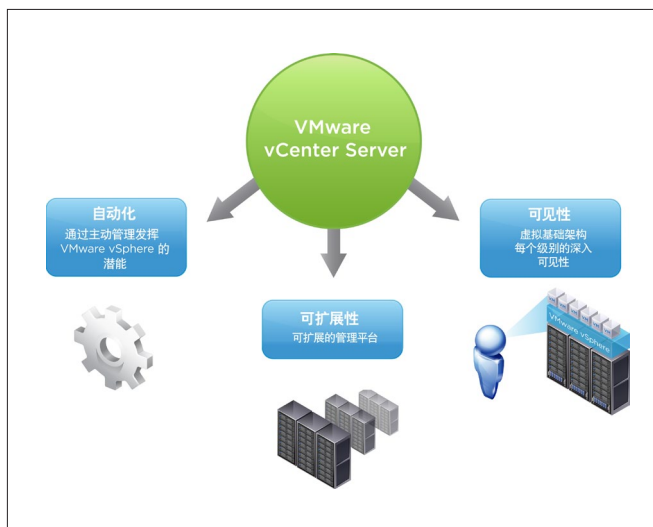 VMware
vCenter Server
自动化
通过主动管理发挥
VMware vSphere 的
潜能
可扩展性
可扩展的管理平台
可见性
虚拟基础架构
每个级别的深入
可见性
VMware vSphere